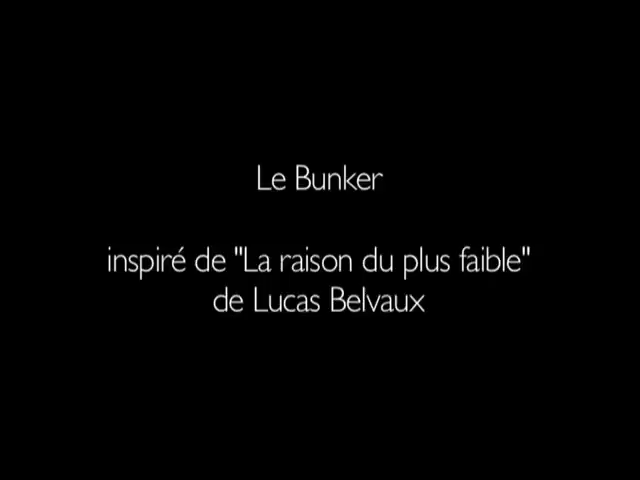 Le Bunker
inspiré de "La raison du plus faible"
de Lucas Belvaux